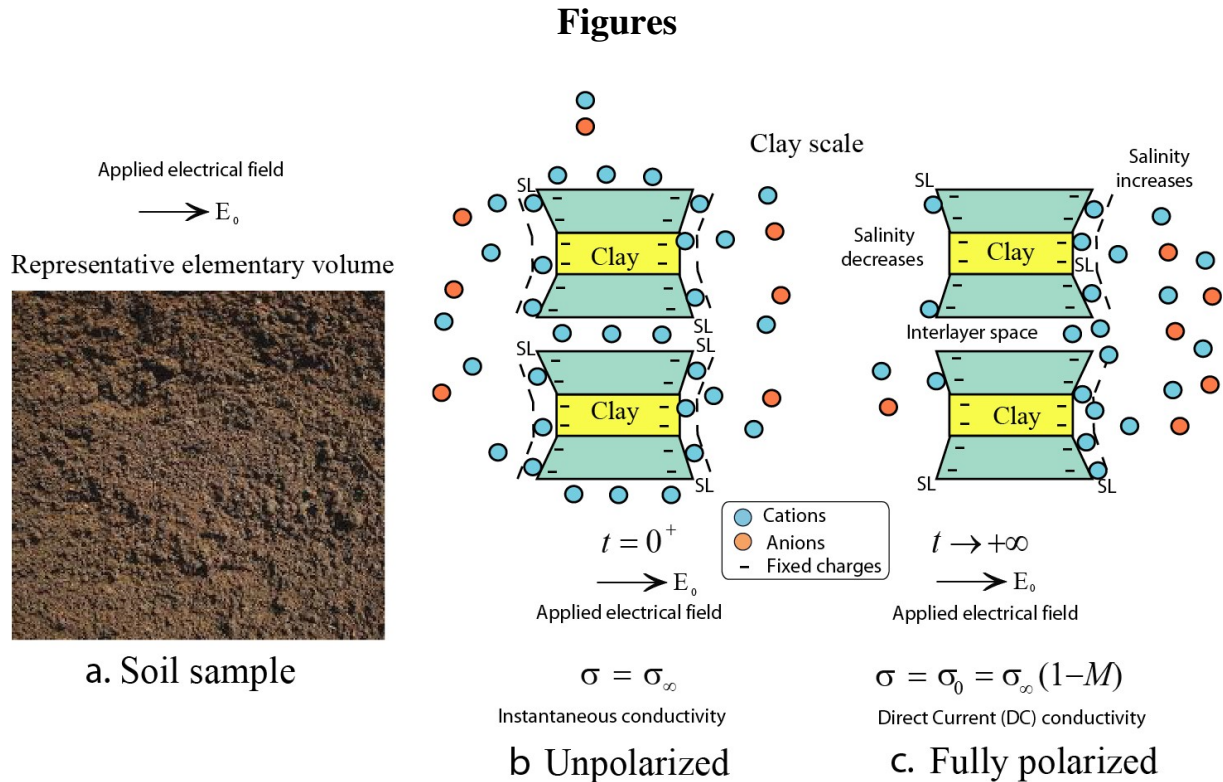 Figures
Applied electrical field
E₀
Representative elementary volume
a. Soil sample
Clay scale
SL
Clay
SL
SL
SL
Clay
SL
t = 0⁺
E₀
Applied electrical field
σ = σ∞
Instantaneous conductivity
b Unpolarized
Cations
Anions
Fixed charges
Salinity
increases
SL
Salinity
decreases
Clay
SL
Interlayer space
Clay
SL
SL
t → +∞
E₀
Applied electrical field
σ = σ₀ = σ∞ (1–M)
Direct Current (DC) conductivity
c. Fully polarized